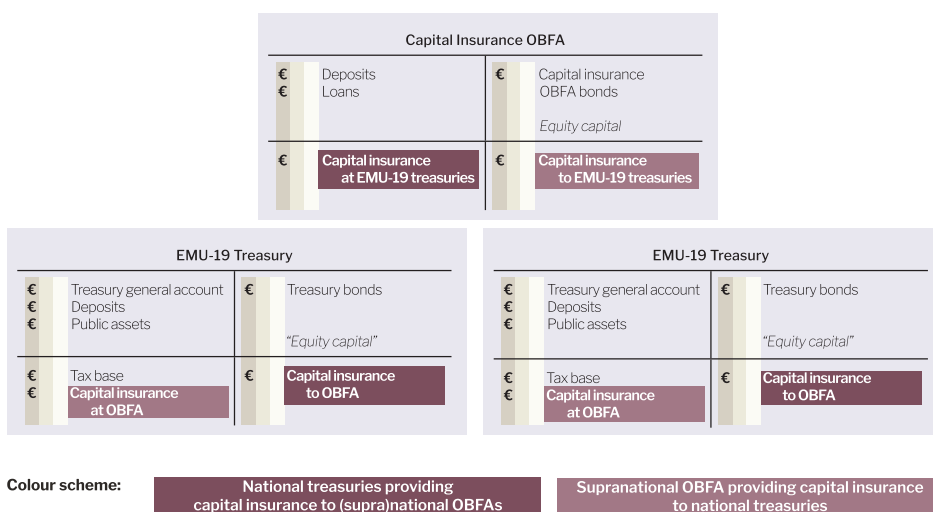 Capital Insurance OBFA
€ Deposits
€ Loans
€ Capital insurance
OBFA bonds
Equity capital
€ Capital insurance
at EMU-19 treasuries
€ Capital insurance
to EMU-19 treasuries
EMU-19 Treasury
€ Treasury general account
€ Deposits
€ Public assets
€ Treasury bonds
“Equity capital”
€ Tax base
€ Capital insurance
at OBFA
€ Capital insurance
to OBFA
EMU-19 Treasury
€ Treasury general account
€ Deposits
€ Public assets
€ Treasury bonds
“Equity capital”
€ Tax base
€ Capital insurance
at OBFA
€ Capital insurance
to OBFA
Colour scheme:
National treasuries providing
capital insurance to (supra)national OBFAs
Supranational OBFA providing capital insurance
to national treasuries